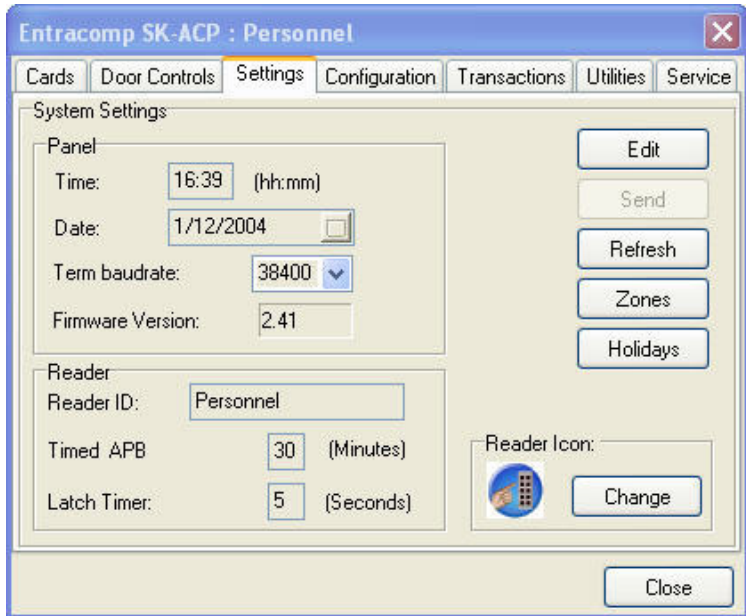 Entracomp SK-ACP : Personnel
Cards Door Controls Settings Configuration Transactions Utilities Service
System Settings
Panel
Time: 16:39 (hh:mm)
Date: 1/12/2004
Term baudrate: 38400
Firmware Version: 2.41
Edit
Send
Refresh
Zones
Holidays
Reader
Reader ID: Personnel
Timed APB 30 (Minutes)
Latch Timer: 5 (Seconds)
Reader Icon:
Change
Close